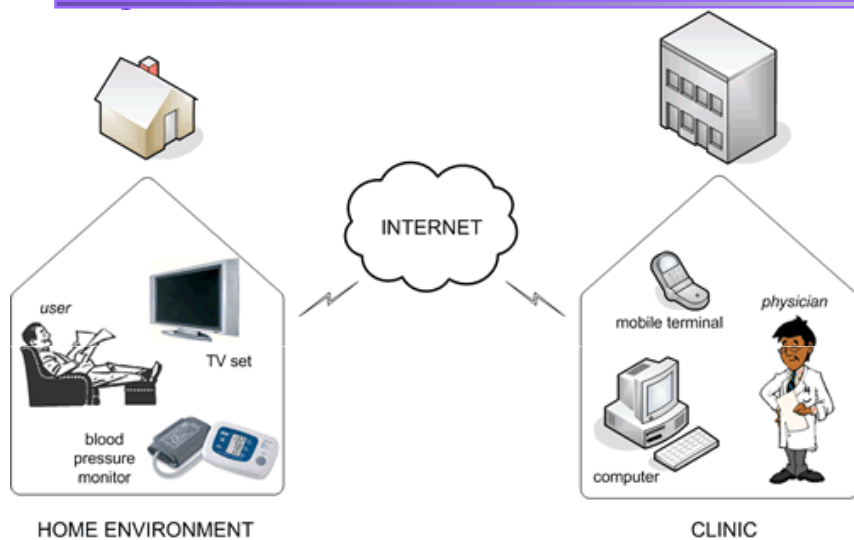 INTERNET
user
TV set
blood
pressure
monitor
HOME ENVIRONMENT
mobile terminal
physician
computer
CLINIC